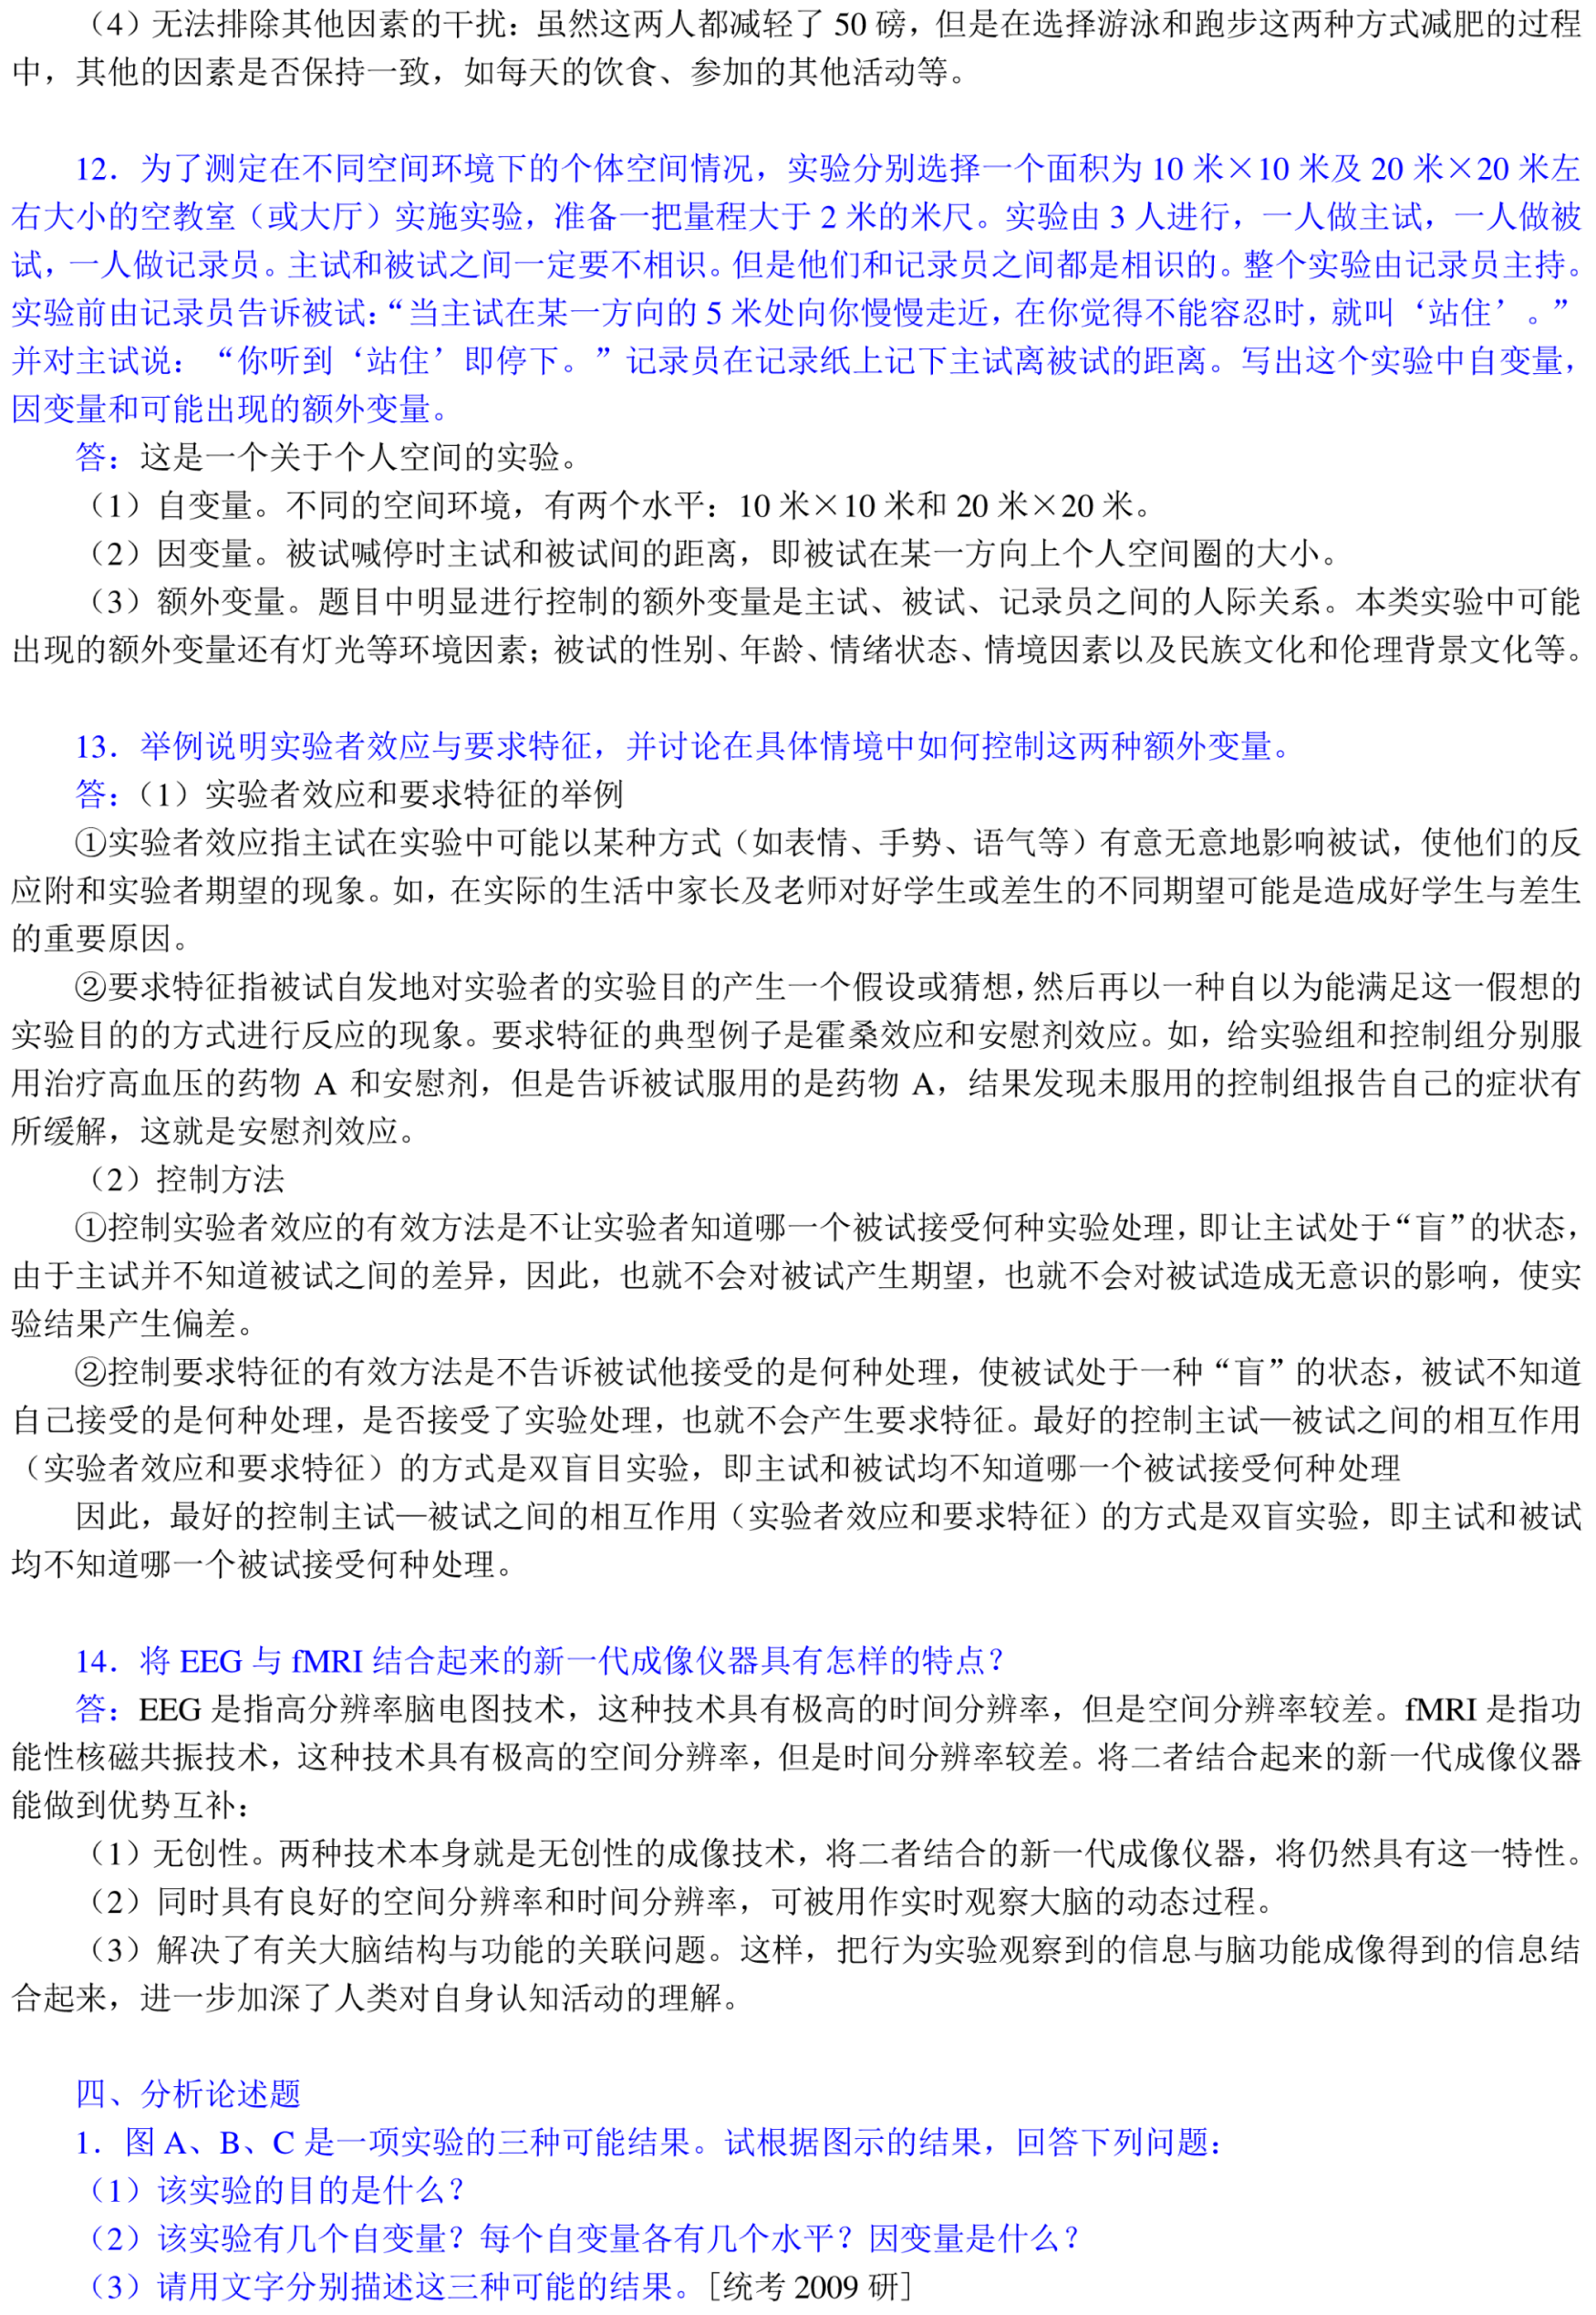 （4）无法排除其他因素的干扰：虽然这两人都减轻了 50 磅，但是在选择游泳和跑步这两种方式减肥的过程
中，其他的因素是否保持一致，如每天的饮食、参加的其他活动等。
12．为了测定在不同空间环境下的个体空间情况，实验分别选择一个面积为 10 米×10 米及 20 米×20 米左
右大小的空教室（或大厅）实施实验，准备一把量程大于 2 米的米尺。实验由 3 人进行，一人做主试，一人做被
试，一人做记录员。主试和被试之间一定要不相识。但是他们和记录员之间都是相识的。整个实验由记录员主持。
实验前由记录员告诉被试：“当主试在某一方向的 5 米处向你慢慢走近，在你觉得不能容忍时，就叫‘站住’。”
并对主试说：“你听到‘站住’即停下。”记录员在记录纸上记下主试离被试的距离。写出这个实验中自变量，
因变量和可能出现的额外变量。
答：这是一个关于个人空间的实验。
（1）自变量。不同的空间环境，有两个水平：10 米×10 米和 20 米×20 米。
（2）因变量。被试喊停时主试和被试间的距离，即被试在某一方向上个人空间圈的大小。
（3）额外变量。题目中明显进行控制的额外变量是主试、被试、记录员之间的人际关系。本类实验中可能
出现的额外变量还有灯光等环境因素；被试的性别、年龄、情绪状态、情境因素以及民族文化和伦理背景文化等。
13．举例说明实验者效应与要求特征，并讨论在具体情境中如何控制这两种额外变量。
答：（1）实验者效应和要求特征的举例
①实验者效应指主试在实验中可能以某种方式（如表情、手势、语气等）有意无意地影响被试，使他们的反
应附和实验者期望的现象。如，在实际的生活中家长及老师对好学生或差生的不同期望可能是造成好学生与差生
的重要原因。
②要求特征指被试自发地对实验者的实验目的产生一个假设或猜想，然后再以一种自以为能满足这一假想的
实验目的的方式进行反应的现象。要求特征的典型例子是霍桑效应和安慰剂效应。如，给实验组和控制组分别服
用治疗高血压的药物 A 和安慰剂，但是告诉被试服用的是药物 A，结果发现未服用的控制组报告自己的症状有
所缓解，这就是安慰剂效应。
（2）控制方法
①控制实验者效应的有效方法是不让实验者知道哪一个被试接受何种实验处理，即让主试处于“盲”的状态，
由于主试并不知道被试之间的差异，因此，也就不会对被试产生期望，也就不会对被试造成无意识的影响，使实
验结果产生偏差。
②控制要求特征的有效方法是不告诉被试他接受的是何种处理，使被试处于一种“盲”的状态，被试不知道
自己接受的是何种处理，是否接受了实验处理，也就不会产生要求特征。最好的控制主试—被试之间的相互作用
（实验者效应和要求特征）的方式是双盲目实验，即主试和被试均不知道哪一个被试接受何种处理
因此，最好的控制主试—被试之间的相互作用（实验者效应和要求特征）的方式是双盲实验，即主试和被试
均不知道哪一个被试接受何种处理。
14．将 EEG 与 fMRI 结合起来的新一代成像仪器具有怎样的特点？
答：EEG 是指高分辨率脑电图技术，这种技术具有极高的时间分辨率，但是空间分辨率较差。fMRI 是指功
能性核磁共振技术，这种技术具有极高的空间分辨率，但是时间分辨率较差。将二者结合起来的新一代成像仪器
能做到优势互补：
（1）无创性。两种技术本身就是无创性的成像技术，将二者结合的新一代成像仪器，将仍然具有这一特性。
（2）同时具有良好的空间分辨率和时间分辨率，可被用作实时观察大脑的动态过程。
（3）解决了有关大脑结构与功能的关联问题。这样，把行为实验观察到的信息与脑功能成像得到的信息结
合起来，进一步加深了人类对自身认知活动的理解。
四、分析论述题
1．图 A、B、C 是一项实验的三种可能结果。试根据图示的结果，回答下列问题：
（1）该实验的目的是什么？
（2）该实验有几个自变量？每个自变量各有几个水平？因变量是什么？
（3）请用文字分别描述这三种可能的结果。[统考 2009 研]